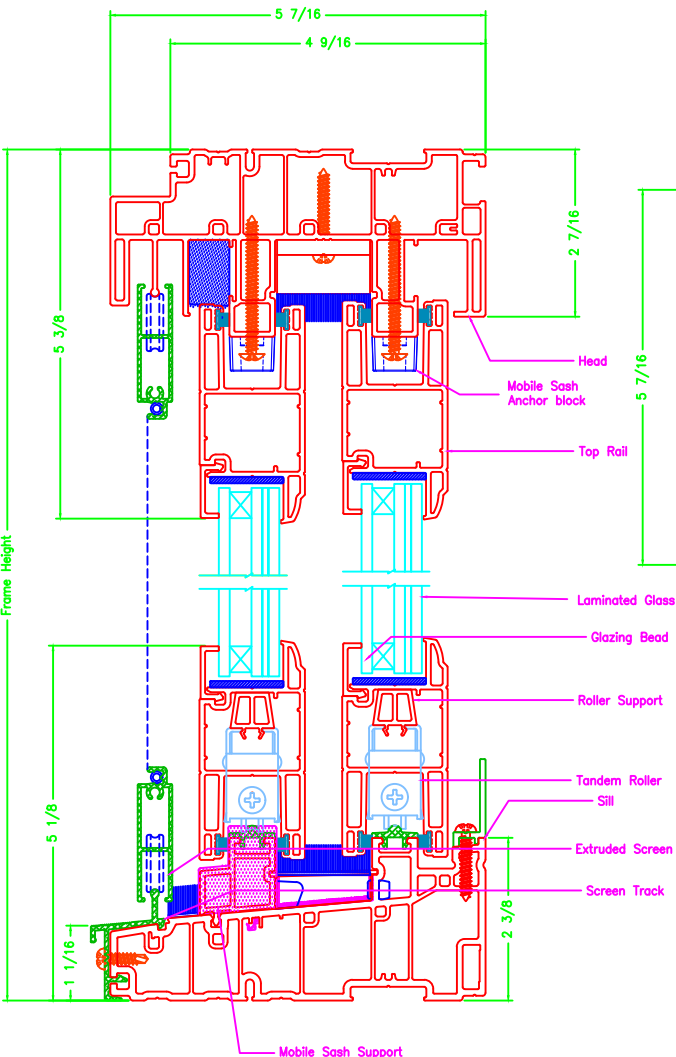 5 7/16
4 9/16
2 7/16
5 3/8
5 7/16
Head
Mobile Sash
Anchor block
Top Rail
Frame Height
Laminated Glass
Glazing Bead
Roller Support
Tandem Roller
Sill
5 1/8
Extruded Screen
Screen Track
2 3/8
1 1/16
Mobile Sash Support